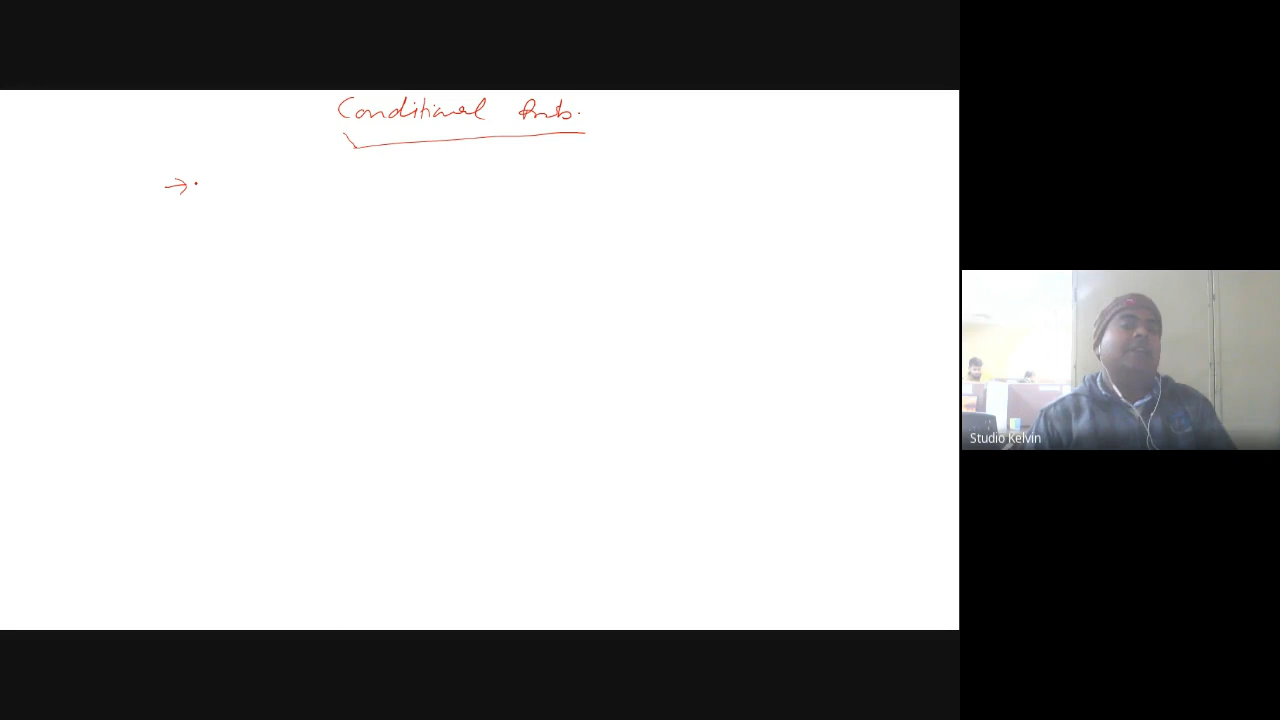 Conditional Prob.
→
Studio Kelvin